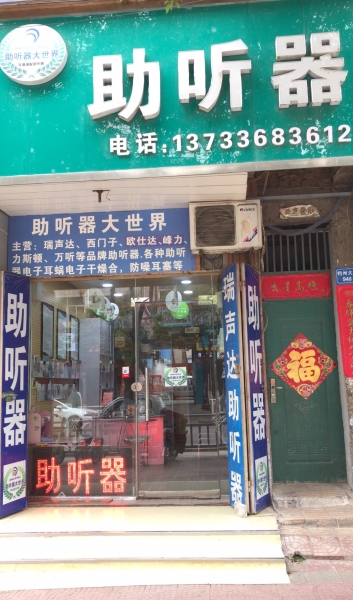 助听器大世界
助听器
电话:13733683612
助听器大世界
主营：瑞声达、西门子、欧仕达、峰力、
力斯顿、万听等品牌助听器.各种助听
器电子耳蜗电子干燥合，防噪耳塞等
助听器
瑞声达助听器
助听器
助听器
福
940